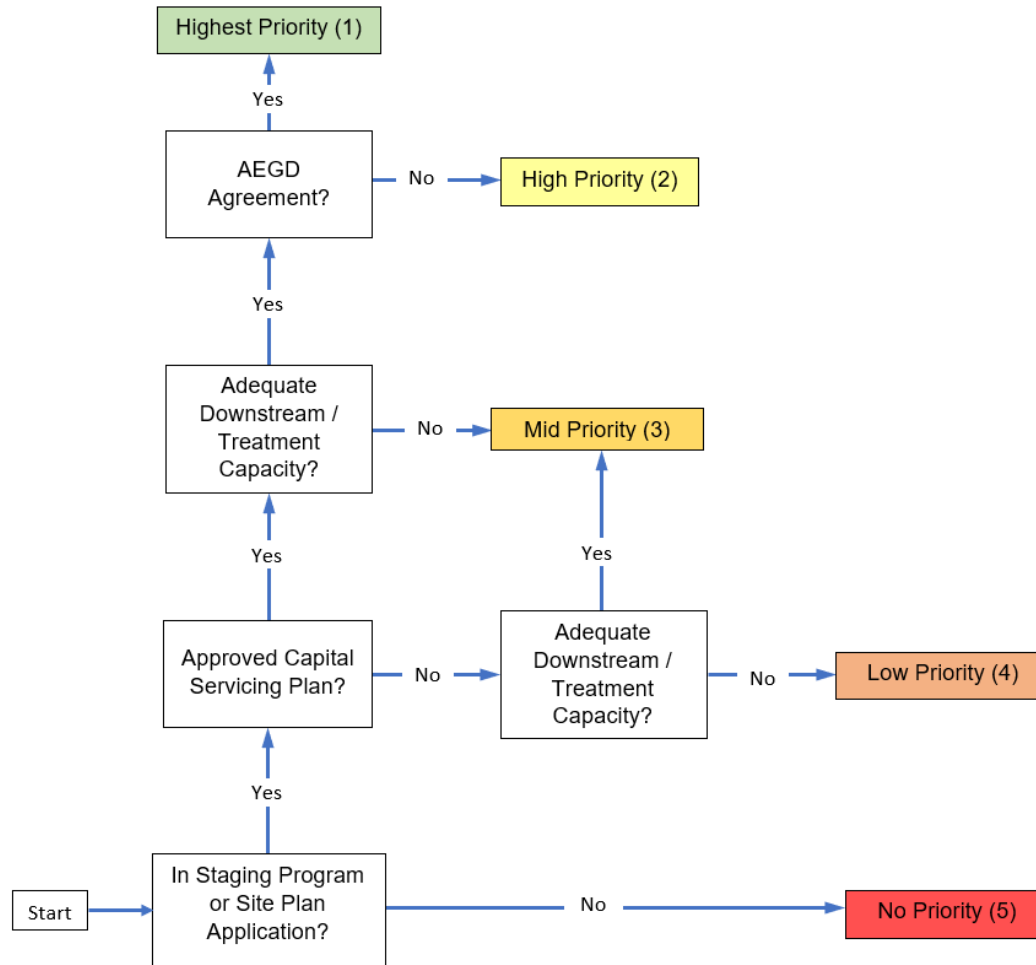 Highest Priority (1)
Yes
AEGD
Agreement?
No
High Priority (2)
Yes
Adequate
Downstream /
Treatment
Capacity?
No
Mid Priority (3)
Yes
Yes
Approved Capital
Servicing Plan?
No
Adequate
Downstream /
Treatment
Capacity?
No
Low Priority (4)
Yes
Start
In Staging Program
or Site Plan
Application?
No
No Priority (5)